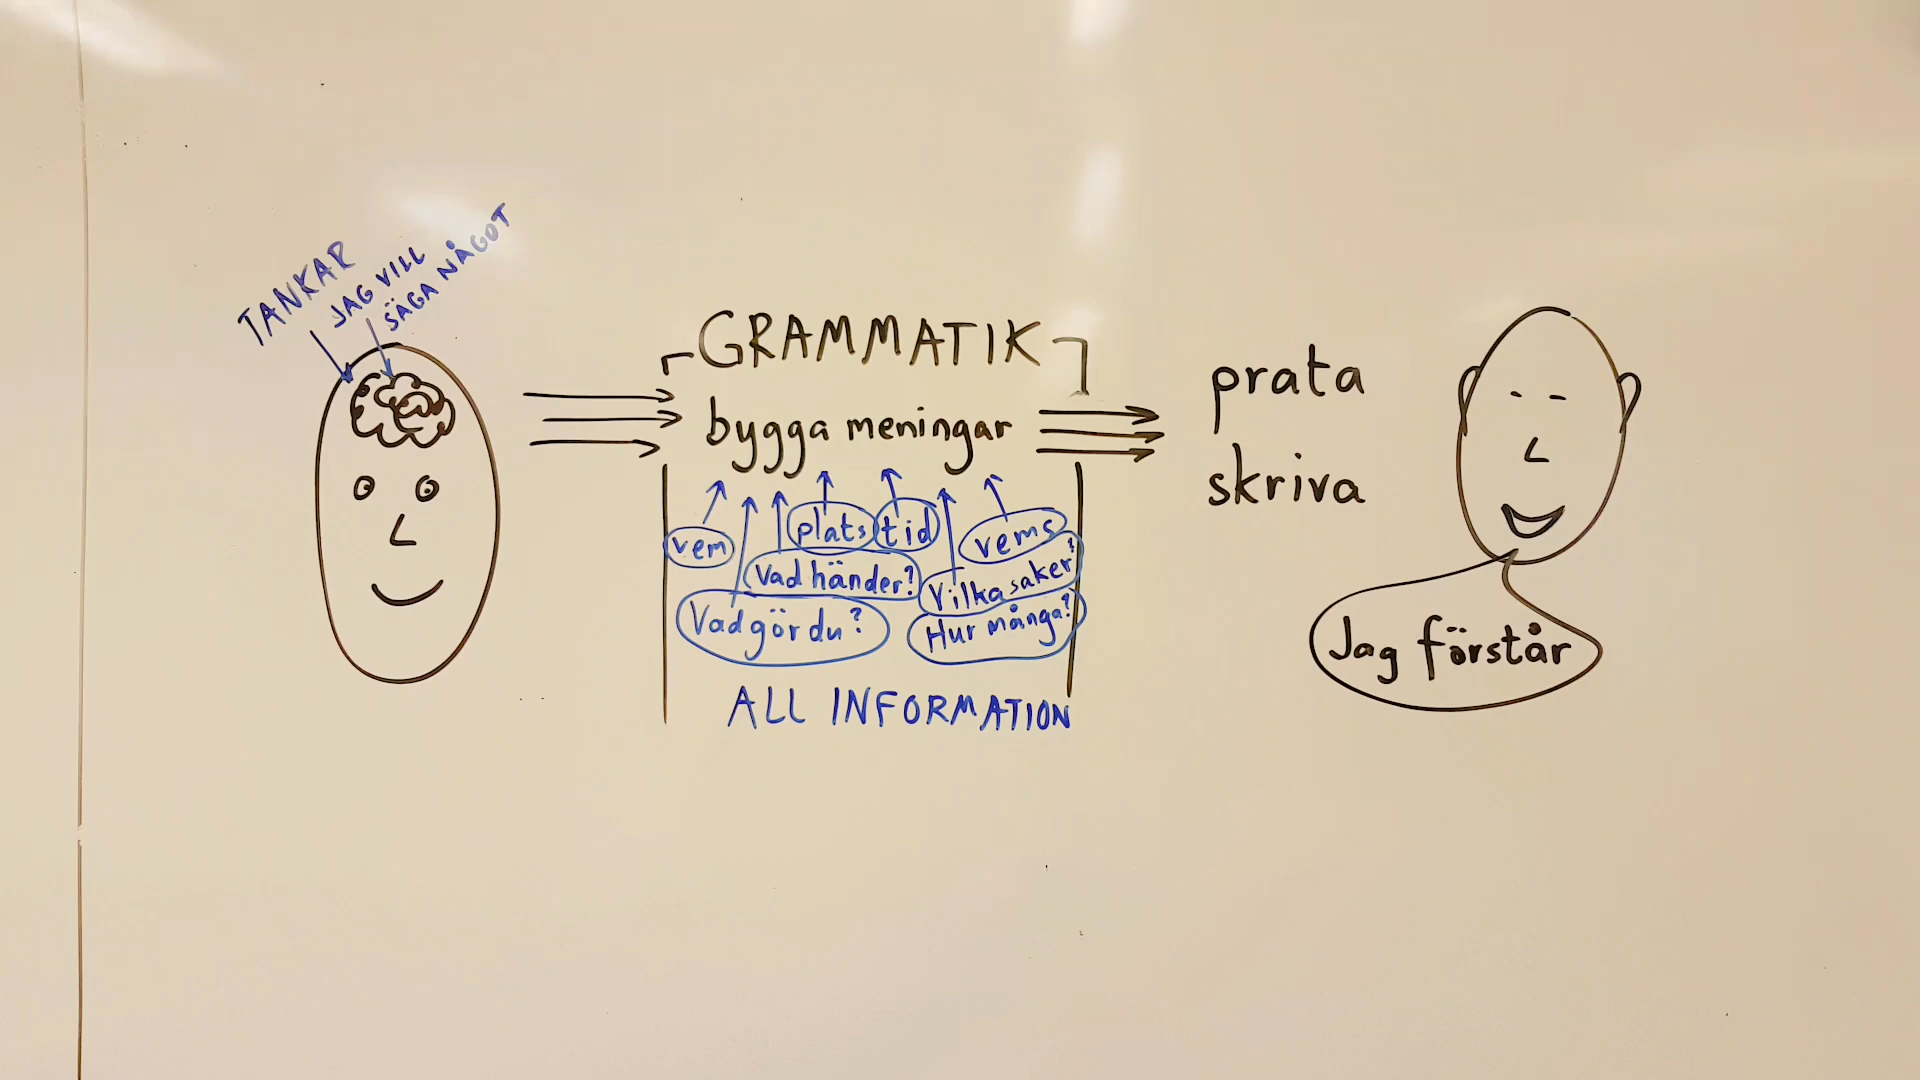 TANKAR
JAG VILL
SÄGA NÅGOT
GRAMMATIK
bygga meningar
vem
plats
tid
vems
Vad händer?
Vilka saker?
Vad gör du?
Hur många?
ALL INFORMATION
prata
skriva
Jag förstår